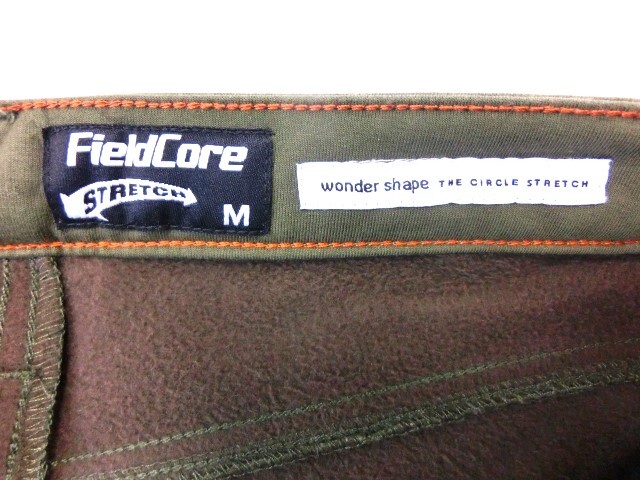 FieldCore
STRETCH
M
wonder shape THE CIRCLE STRETCH